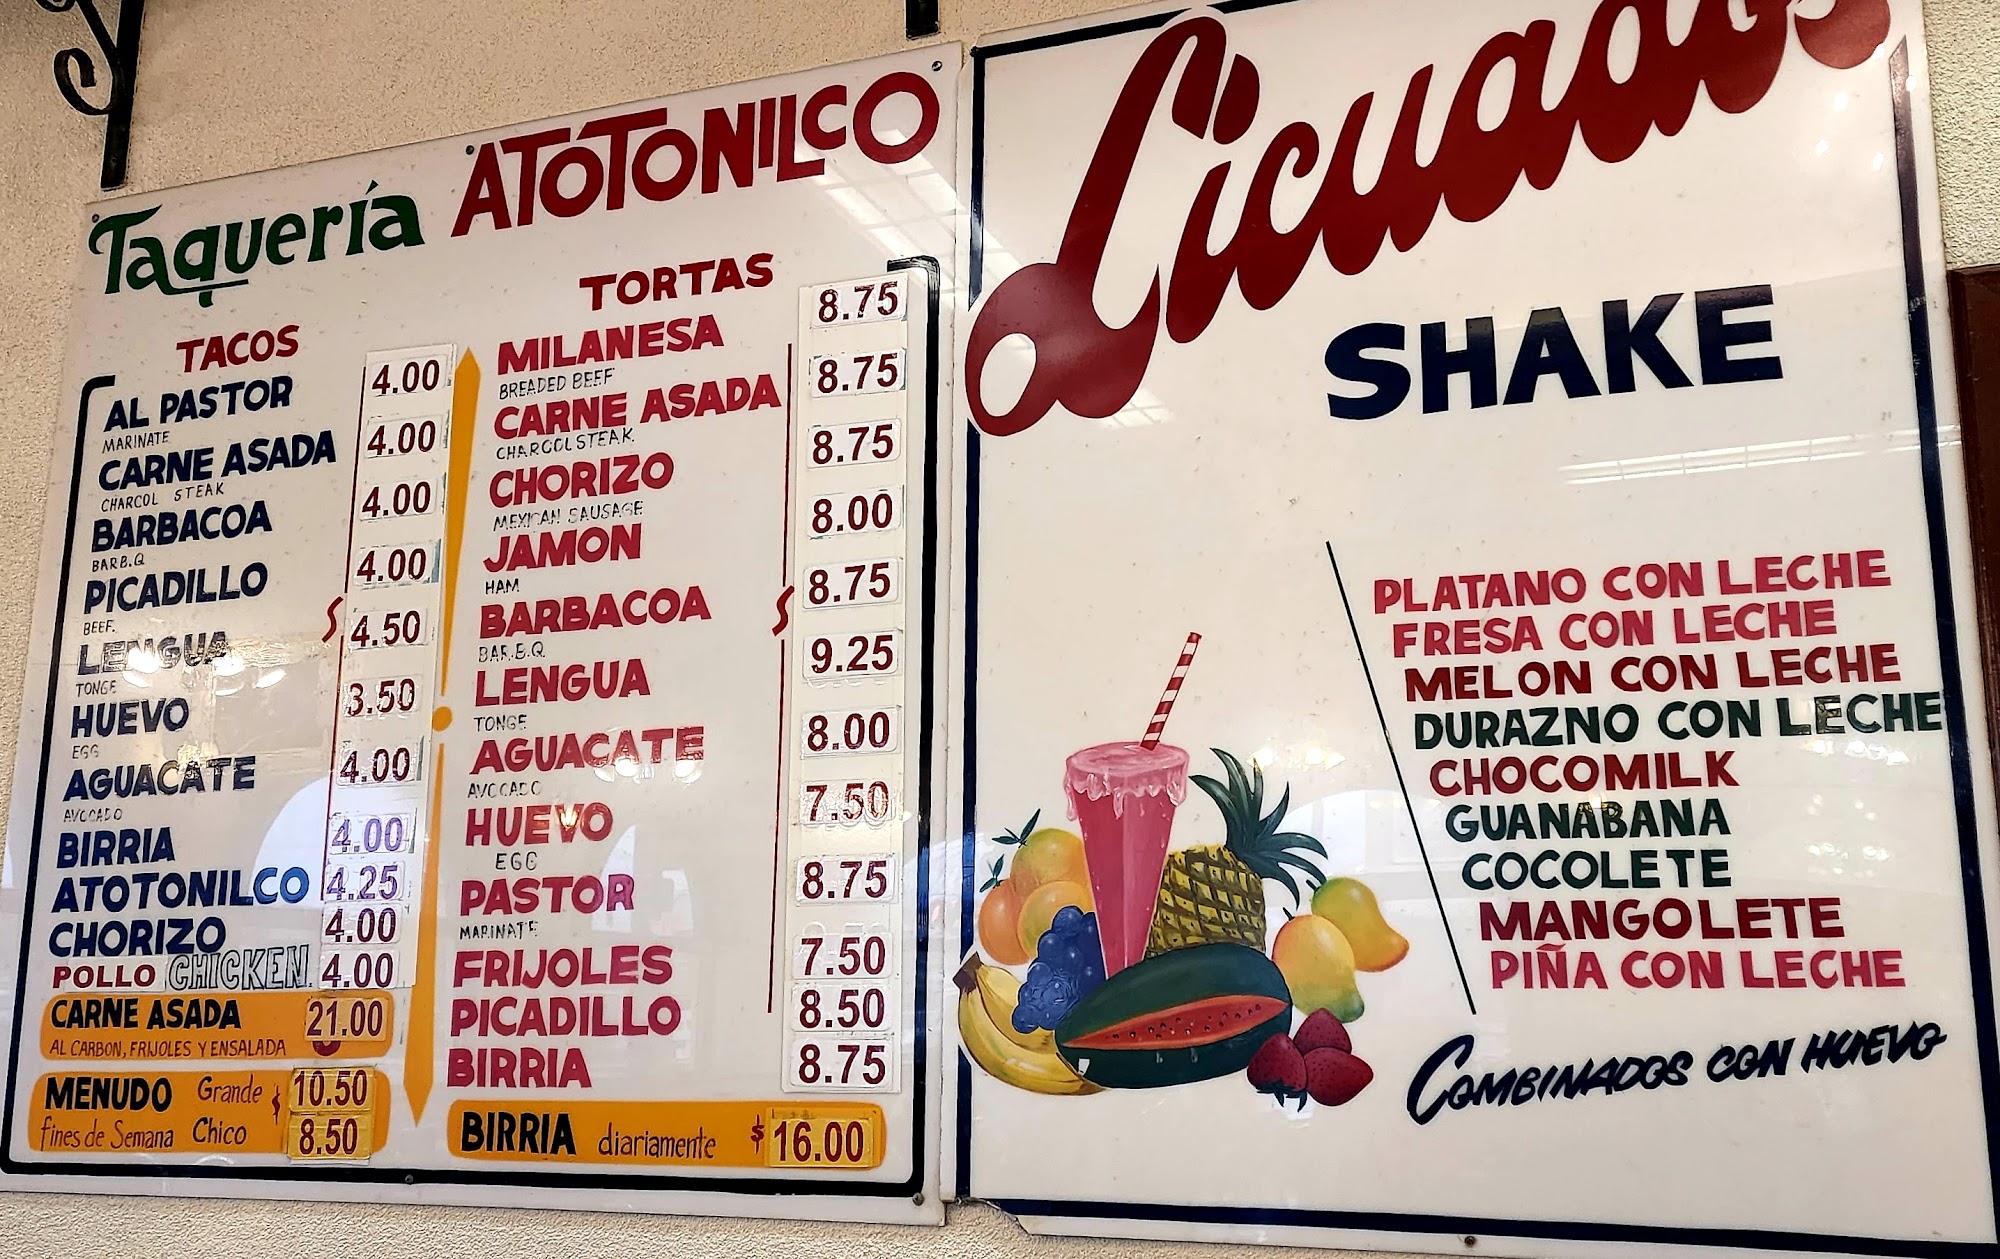 Taquería ATOTONILCO
TACOS
AL PASTOR 4.00
MARINATE
CARNE ASADA 4.00
CHARCOL STEAK
BARBACOA 4.00
BAR.B.Q
PICADILLO 4.00
BEEF.
LENGUA 4.50
TONGE
HUEVO 3.50
EGG
AGUACATE 4.00
AVOCADO
BIRRIA 4.00
ATOTONILCO 4.25
CHORIZO 4.00
POLLO CHICKEN 4.00
CARNE ASADA 21.00
AL CARBON, FRIJOLES Y ENSALADA
MENUDO Grande $ 10.50
fines de Semana Chico 8.50
TORTAS
MILANESA 8.75
BREADED BEEF
CARNE ASADA 8.75
CHARCOL STEAK
CHORIZO 8.75
MEXICAN SAUSAGE
JAMON 8.00
HAM
BARBACOA 8.75
BAR.B.Q
LENGUA 9.25
TONGE
AGUACATE 8.00
AVOCADO
HUEVO 7.50
EGG
PASTOR 8.75
MARINATE
FRIJOLES 7.50
PICADILLO 8.50
BIRRIA 8.75
BIRRIA diariamente $ 16.00
Licuados
SHAKE
PLATANO CON LECHE
FRESA CON LECHE
MELON CON LECHE
DURAZNO CON LECHE
CHOCOMILK
GUANABANA
COCOLETE
MANGOLETE
PIÑA CON LECHE
COMBINADOS CON HUEVO